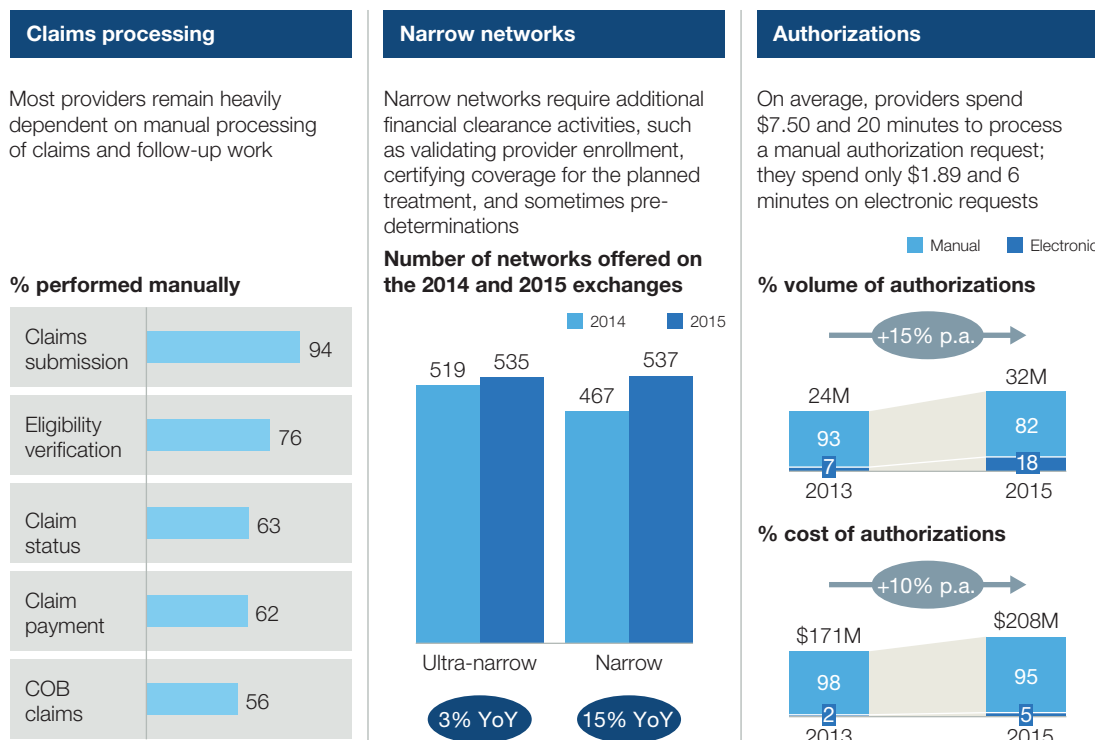 Claims processing
Most providers remain heavily
dependent on manual processing
of claims and follow-up work
% performed manually
Claims
submission
94
Eligibility
verification
76
Claim
status
63
Claim
payment
62
COB
claims
56
Narrow networks
Narrow networks require additional
financial clearance activities, such
as validating provider enrollment,
certifying coverage for the planned
treatment, and sometimes pre-
determinations
Number of networks offered on
the 2014 and 2015 exchanges
2014 2015
519 535 467 537
Ultra-narrow Narrow
3% YoY 15% YoY
Authorizations
On average, providers spend
$7.50 and 20 minutes to process
a manual authorization request;
they spend only $1.89 and 6
minutes on electronic requests
Manual Electronic
% volume of authorizations
+15% p.a.
24M 32M
93 82
7 18
2013 2015
% cost of authorizations
+10% p.a.
$171M $208M
98 95
2 5
2013 2015